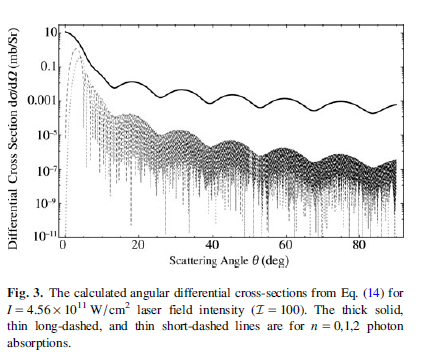 Differential Cross Section dσ/dΩ (mb/Sr)
10
0.1
0.001
10⁻⁵
10⁻⁷
10⁻⁹
10⁻¹¹
0 20 40 60 80
Scattering Angle θ (deg)
Fig. 3. The calculated angular differential cross-sections from Eq. (14) for
I = 4.56 × 10¹¹ W/cm² laser field intensity (ℐ = 100). The thick solid,
thin long-dashed, and thin short-dashed lines are for n = 0,1,2 photon
absorptions.